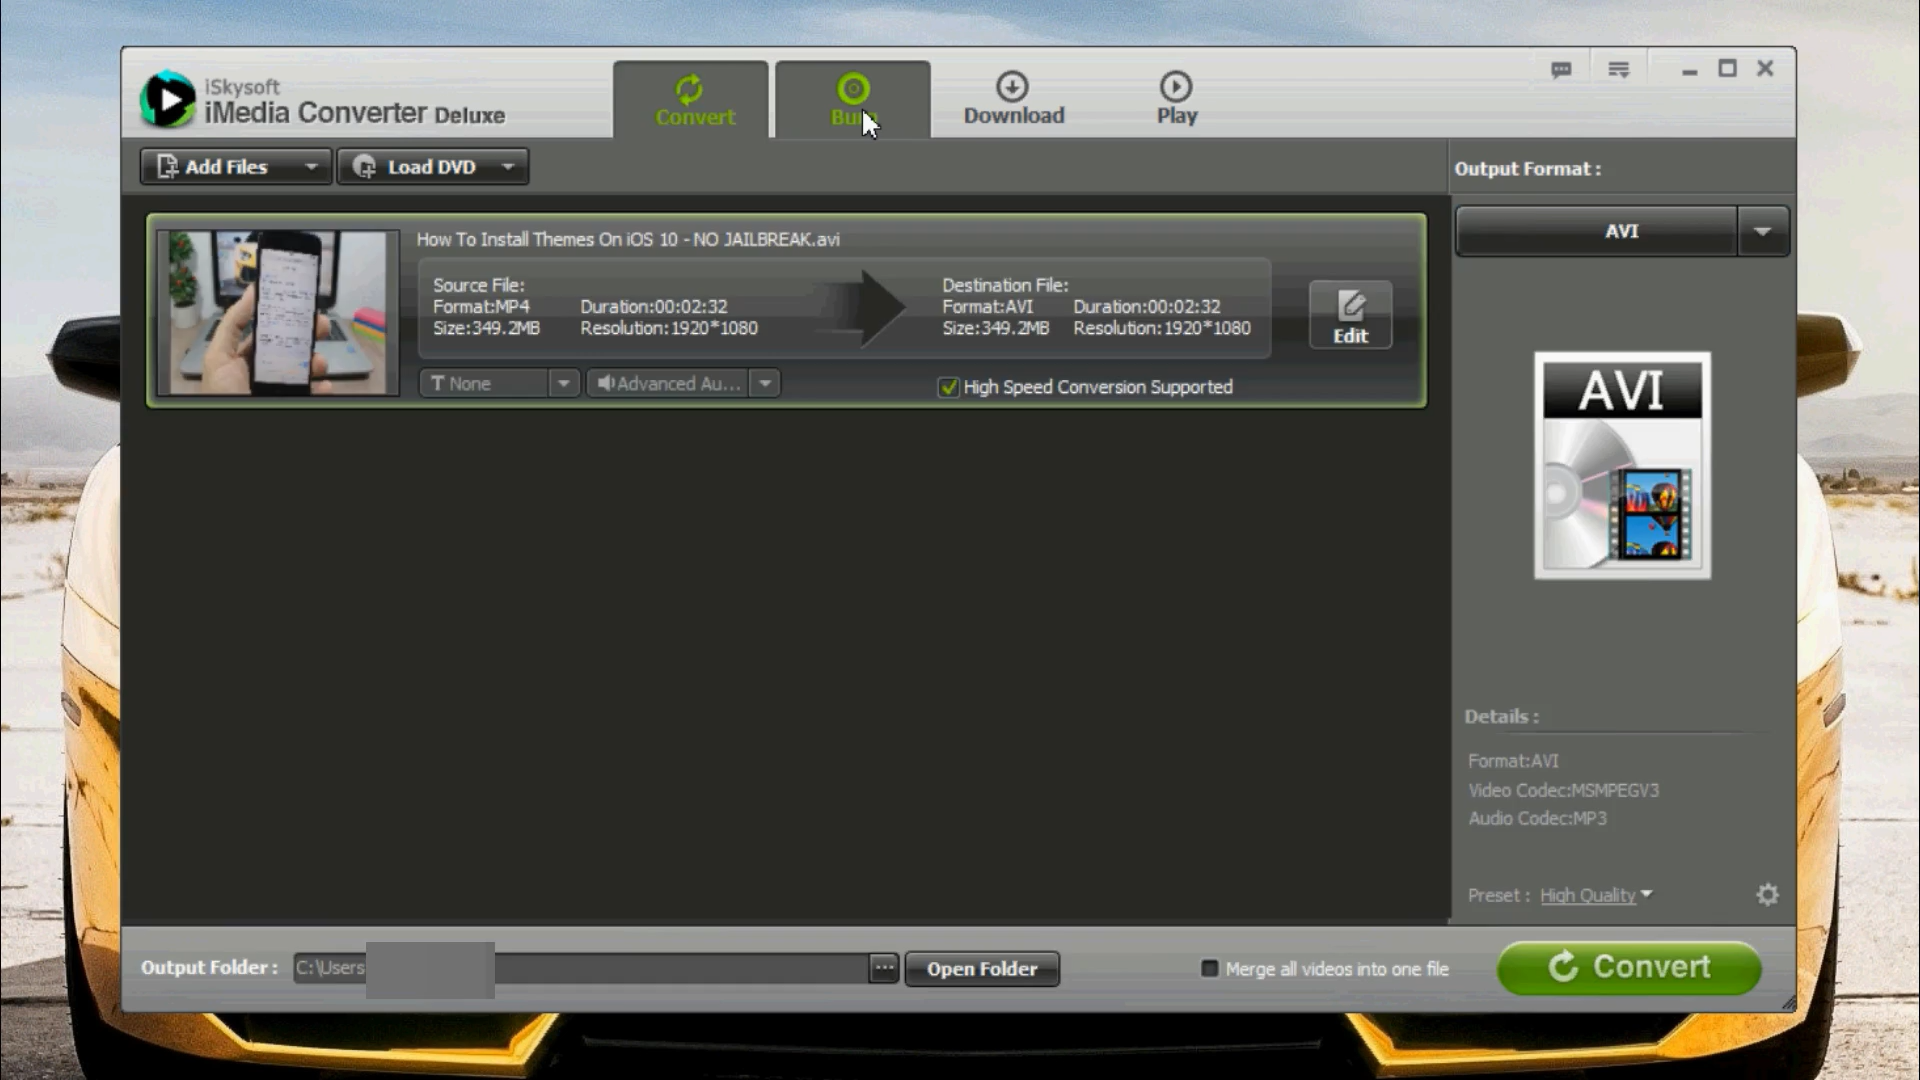 iSkysoft
iMedia Converter Deluxe
Convert
Download
Play
Add Files
Load DVD
Output Format :
AVI
How To Install Themes On iOS 10 - NO JAILBREAK.avi
Source File:
Format:MP4 Duration:00:02:32
Size:349.2MB Resolution:1920*1080
Destination File:
Format:AVI Duration:00:02:32
Size:349.2MB Resolution:1920*1080
Edit
T None
Advanced Au...
High Speed Conversion Supported
AVI
Details :
Format:AVI
Video Codec:MSMPEGV3
Audio Codec:MP3
Preset : High Quality
Output Folder : C:\Users
...
Open Folder
Merge all videos into one file
Convert